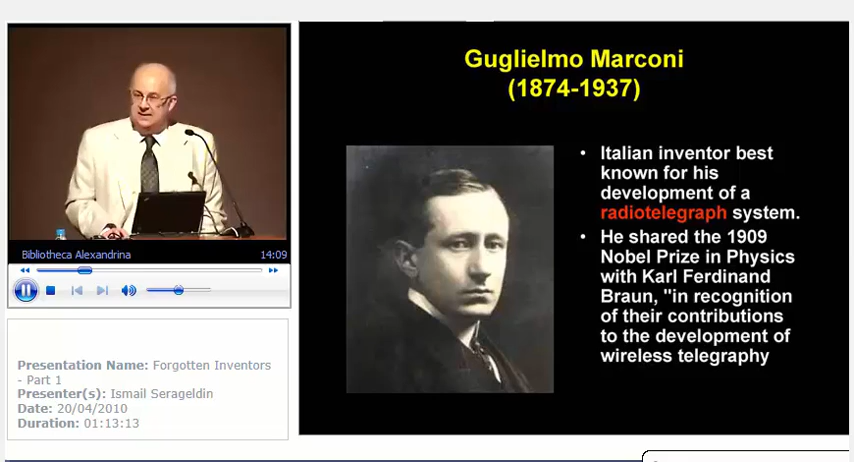 Guglielmo Marconi
(1874-1937)
• Italian inventor best
known for his
development of a
radiotelegraph system.
• He shared the 1909
Nobel Prize in Physics
with Karl Ferdinand
Braun, "in recognition
of their contributions
to the development of
wireless telegraphy
Bibliotheca Alexandrina 14:09
Presentation Name: Forgotten Inventors
- Part 1
Presenter(s): Ismail Serageldin
Date: 20/04/2010
Duration: 01:13:13